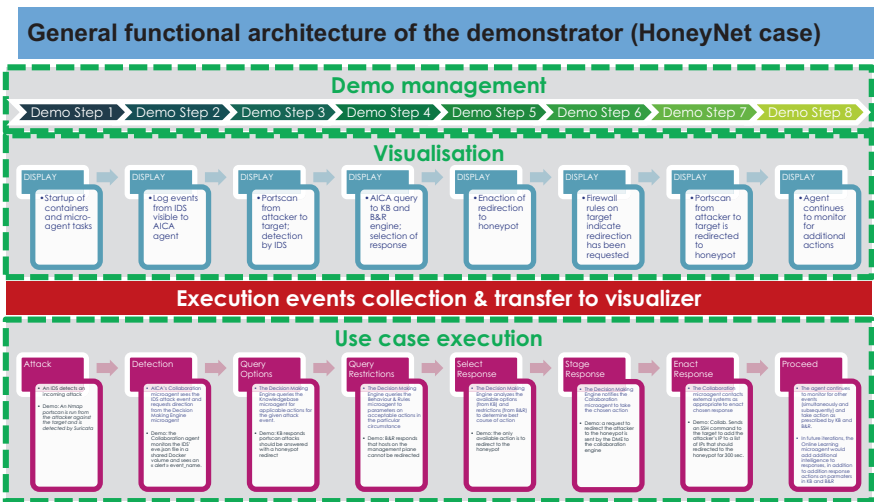 General functional architecture of the demonstrator (HoneyNet case)
Demo management
Demo Step 1
Demo Step 2
Demo Step 3
Demo Step 4
Demo Step 5
Demo Step 6
Demo Step 7
Demo Step 8
Visualisation
DISPLAY
•Startup of
containers
and micro-
agent tasks
DISPLAY
•Log events
from IDS
visible to
AICA
agent
DISPLAY
•Portscan
from
attacker to
target;
detection
by IDS
DISPLAY
•AICA query
to KB and
B&R
engine;
selection of
response
DISPLAY
•Enaction of
redirection
to
honeypot
DISPLAY
•Firewall
rules on
target
indicate
redirection
has been
requested
DISPLAY
•Portscan
from
attacker to
target is
redirected
to
honeypot
DISPLAY
•Agent
continues
to monitor
for
additional
actions
Execution events collection & transfer to visualizer
Use case execution
Attack
• An IDS detects an
incoming attack
• Demo: An nmap
portscan is run from
the attacker against
the target and is
detected by Suricata
Detection
• AICA's Collaboration
microagent sees the
IDS attack event and
requests direction
from the Decision
Making Engine
microagent
• Demo: the
Collaboration agent
monitors the IDS'
eve.json file in a
shared Docker
volume and sees an
« alert » event_name.
Query
Options
• The Decision Making
Engine queries the
Knowledgebase
microagent for
applicable actions for
the given attack
event.
• Demo: KB responds
portscan attacks
should be answered
with a honeypot
redirect
Query
Restrictions
• The Decision Making
Engine queries the
Behaviour & Rules
microagent to
parameters on
acceptable actions in
the particular
circumstance
• Demo: B&R responds
that hosts on the
management plane
cannot be redirected
Select
Response
• The Decision Making
Engine analyzes the
available options
(from KB) and
restrictions (from B&R)
to determine best
course of action
• Demo: the only
available action is to
redirect to the
honeypot
Stage
Response
• The Decision Making
Engine notifies the
Collaboration
microagent to take
the chosen action
• Demo: a request to
redirect the attacker
to the honeypot is
sent by the DME to
the collaboration
engine
Enact
Response
• The Collaboration
microagent contacts
external systems as
appropriate to enact
chosen response
• Demo: Collab. Sends
an SSH command to
the target to add the
attacker's IP to a list
of IPs that should
redirected to the
honeypot for 300 sec.
Proceed
• The agent continues
to monitor for other
events
(simultaneously and
subsequently) and
take action as
prescribed by KB and
B&R.
• In future iterations, the
Online Learning
microagent would
add additional
intelligence to
responses, in addition
to addition response
actions on parmaters
in KB and B&R